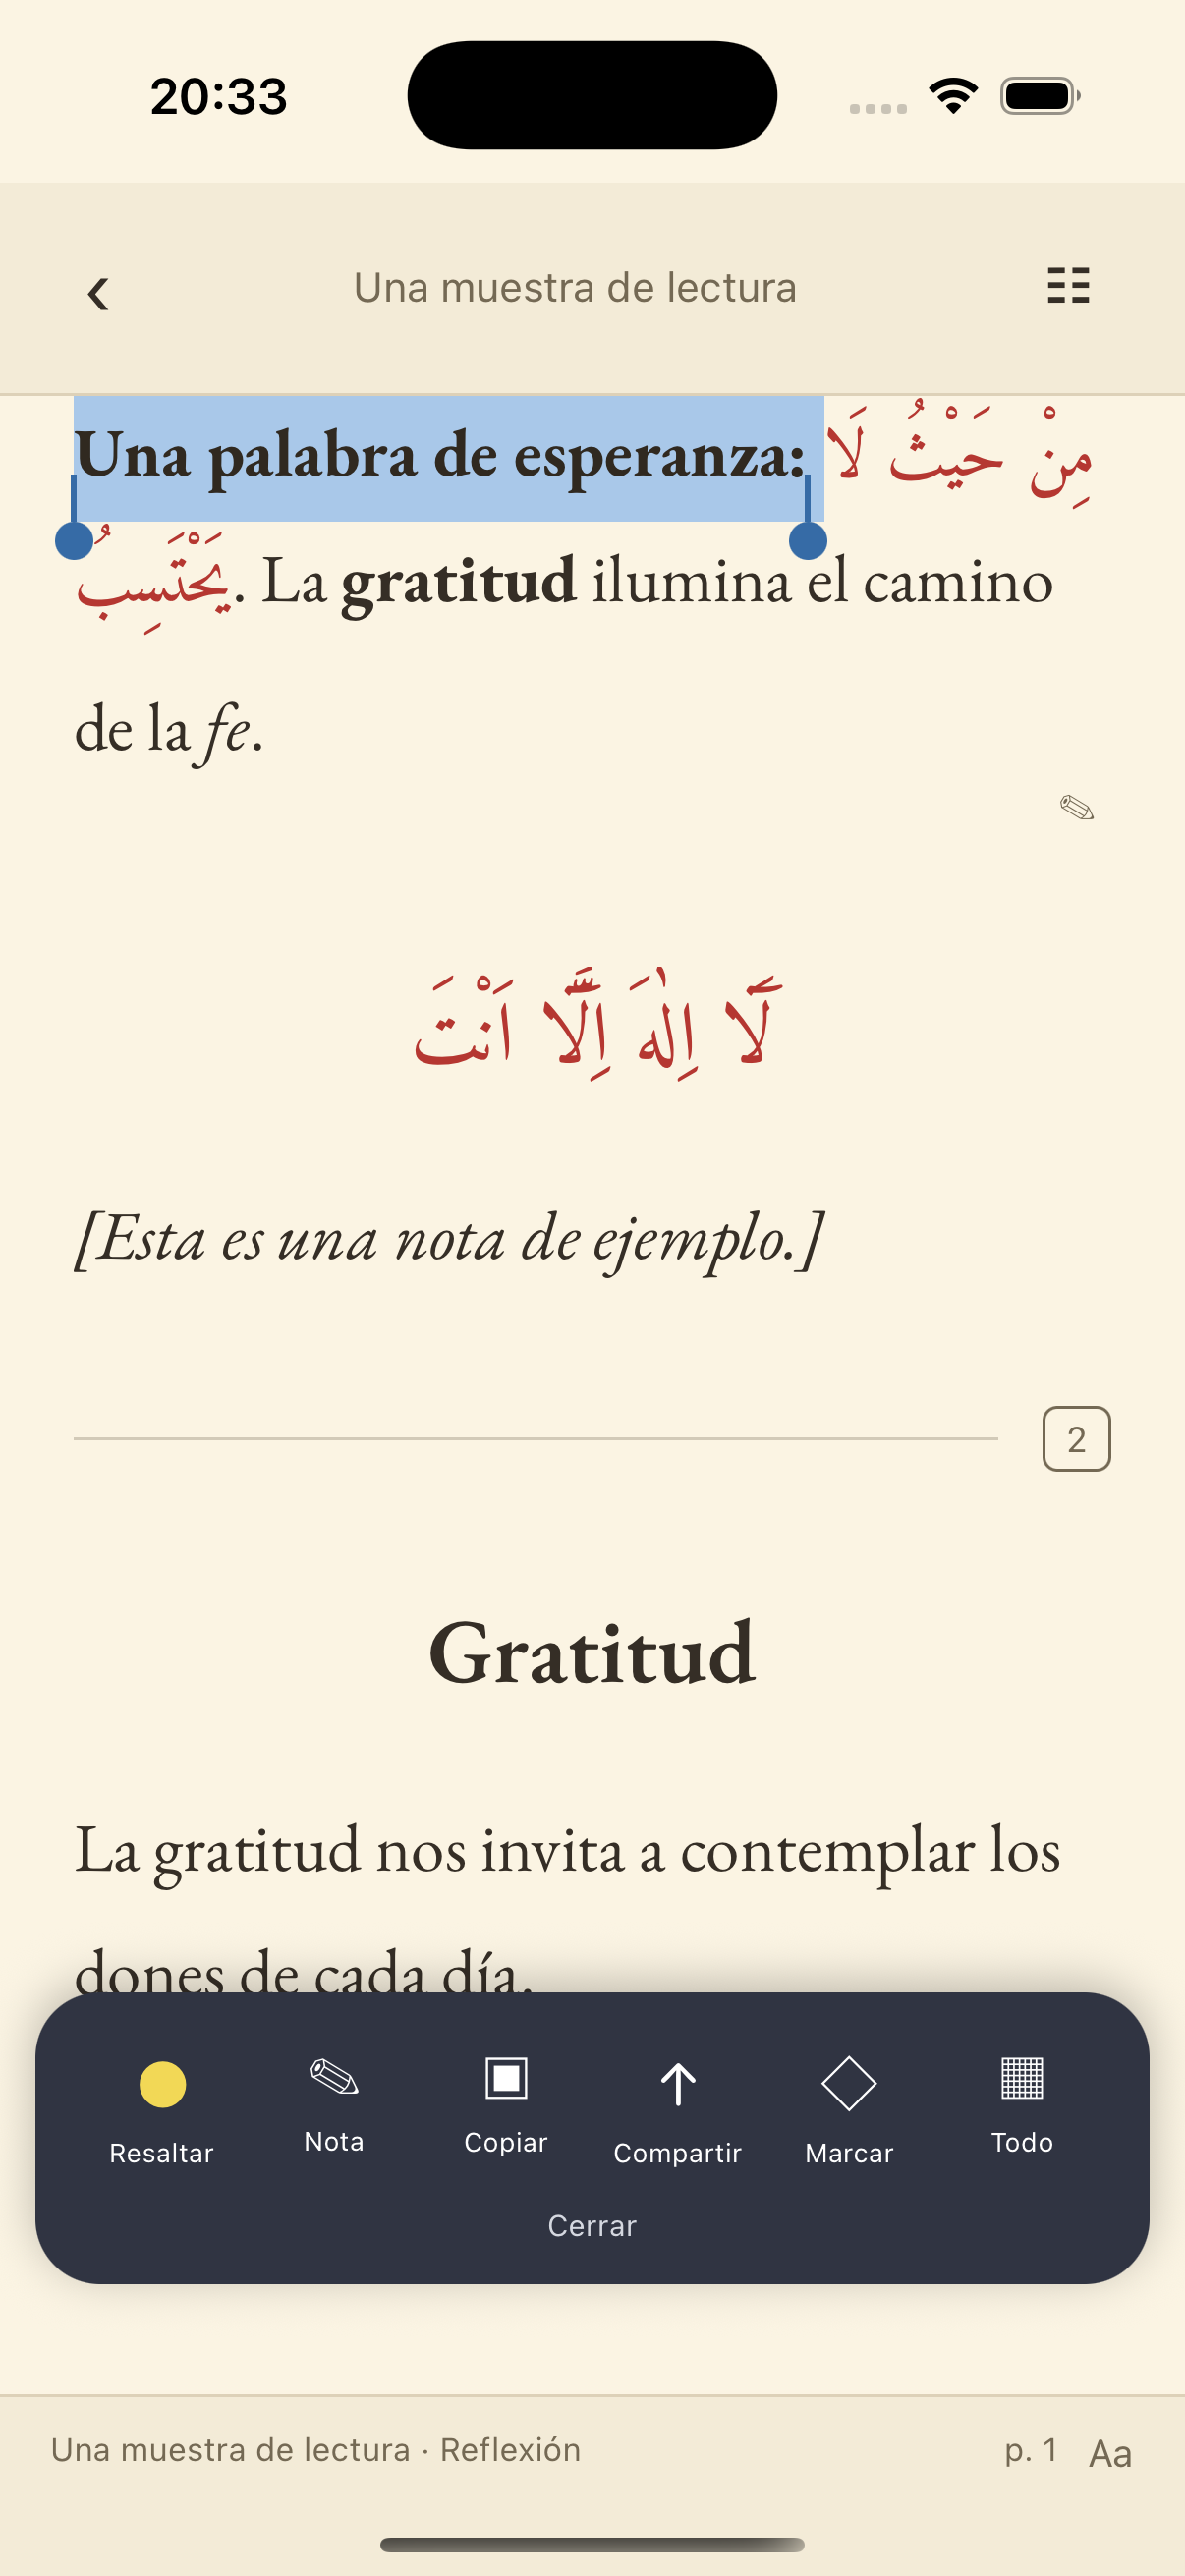 20:33
Una muestra de lectura
Una palabra de esperanza: مِنْ حَيْثُ لَا
يَحْتَسِبُ. La gratitud ilumina el camino
de la fe.
لَٓا اِلٰهَ اِلَّٓا اَنْتَ
[Esta es una nota de ejemplo.]
2
Gratitud
La gratitud nos invita a contemplar los
dones de cada día.
Resaltar
Nota
Copiar
Compartir
Marcar
Todo
Cerrar
Una muestra de lectura · Reflexión
p. 1 Aa